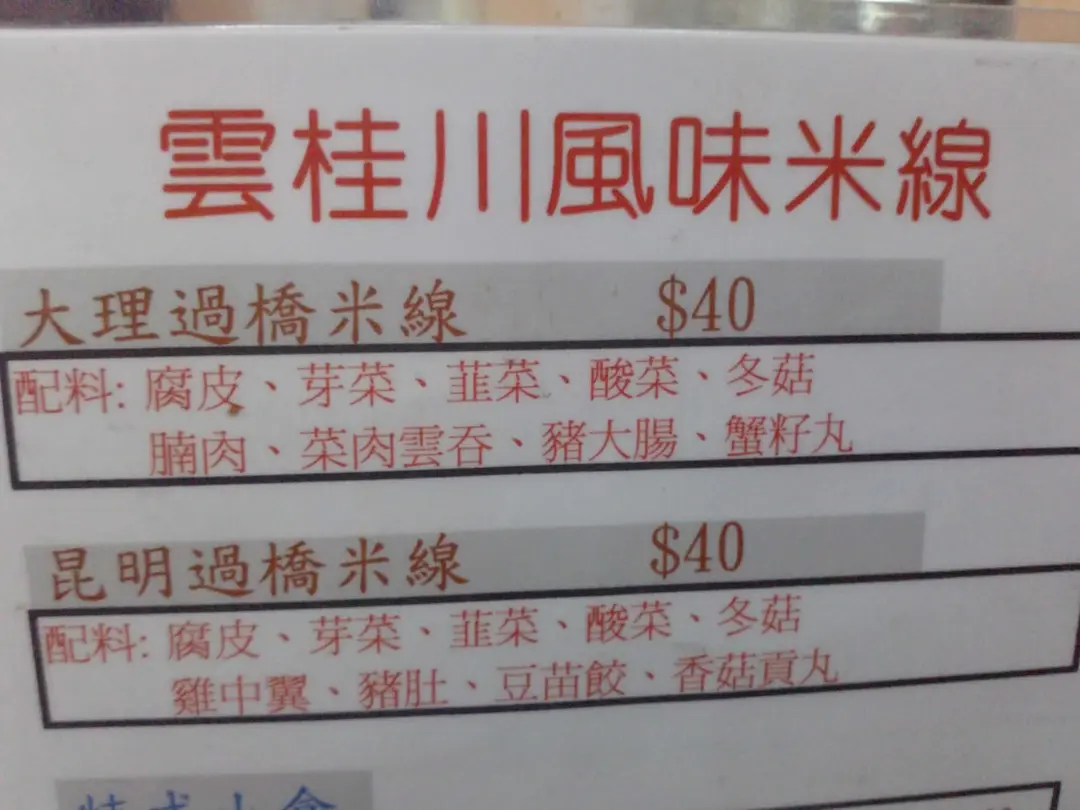 雲桂川風味米線
大理過橋米線 $40
配料: 腐皮、芽菜、韮菜、酸菜、冬菇
腩肉、菜肉雲吞、豬大腸、蟹籽丸
昆明過橋米線 $40
配料: 腐皮、芽菜、韮菜、酸菜、冬菇
雞中翼、豬肚、豆苗餃、香菇貢丸